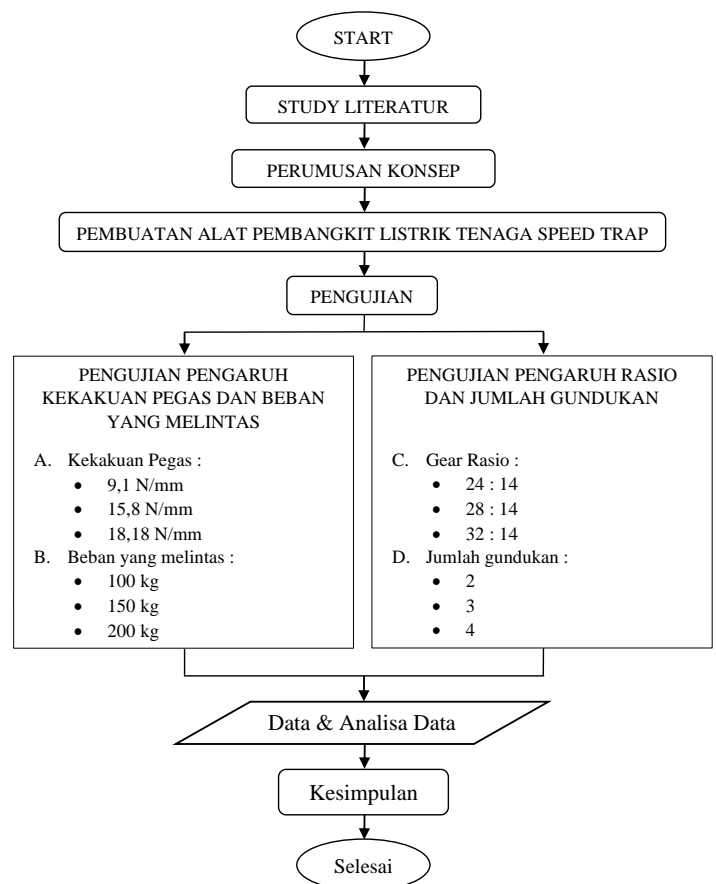 START
STUDY LITERATUR
PERUMUSAN KONSEP
PEMBUATAN ALAT PEMBANGKIT LISTRIK TENAGA SPEED TRAP
PENGUJIAN
PENGUJIAN PENGARUH
KEKAKUAN PEGAS DAN BEBAN
YANG MELINTAS
A. Kekakuan Pegas :
• 9,1 N/mm
• 15,8 N/mm
• 18,18 N/mm
B. Beban yang melintas :
• 100 kg
• 150 kg
• 200 kg
PENGUJIAN PENGARUH RASIO
DAN JUMLAH GUNDUKAN
C. Gear Rasio :
• 24 : 14
• 28 : 14
• 32 : 14
D. Jumlah gundukan :
• 2
• 3
• 4
Data & Analisa Data
Kesimpulan
Selesai